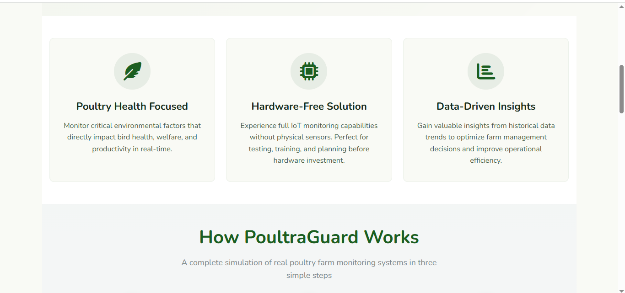 Poultry Health Focused
Monitor critical environmental factors that
directly impact bird health, welfare, and
productivity in real-time.
Hardware-Free Solution
Experience full IoT monitoring capabilities
without physical sensors. Perfect for
testing, training, and planning before
hardware investment.
Data-Driven Insights
Gain valuable insights from historical data
trends to optimize farm management
decisions and improve operational
efficiency.
How PoultraGuard Works
A complete simulation of real poultry farm monitoring systems in three
simple steps